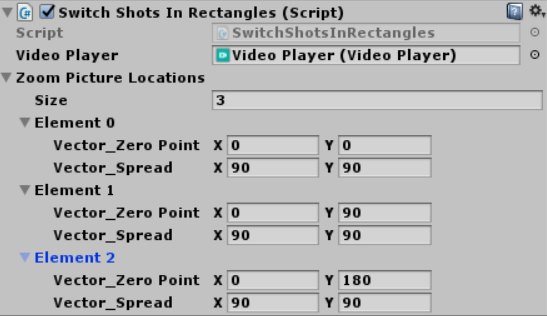 Switch Shots In Rectangles (Script)
Script SwitchShotsInRectangles
Video Player Video Player (Video Player)
Zoom Picture Locations
Size 3
Element 0
Vector_Zero Point X 0 Y 0
Vector_Spread X 90 Y 90
Element 1
Vector_Zero Point X 0 Y 90
Vector_Spread X 90 Y 90
Element 2
Vector_Zero Point X 0 Y 180
Vector_Spread X 90 Y 90